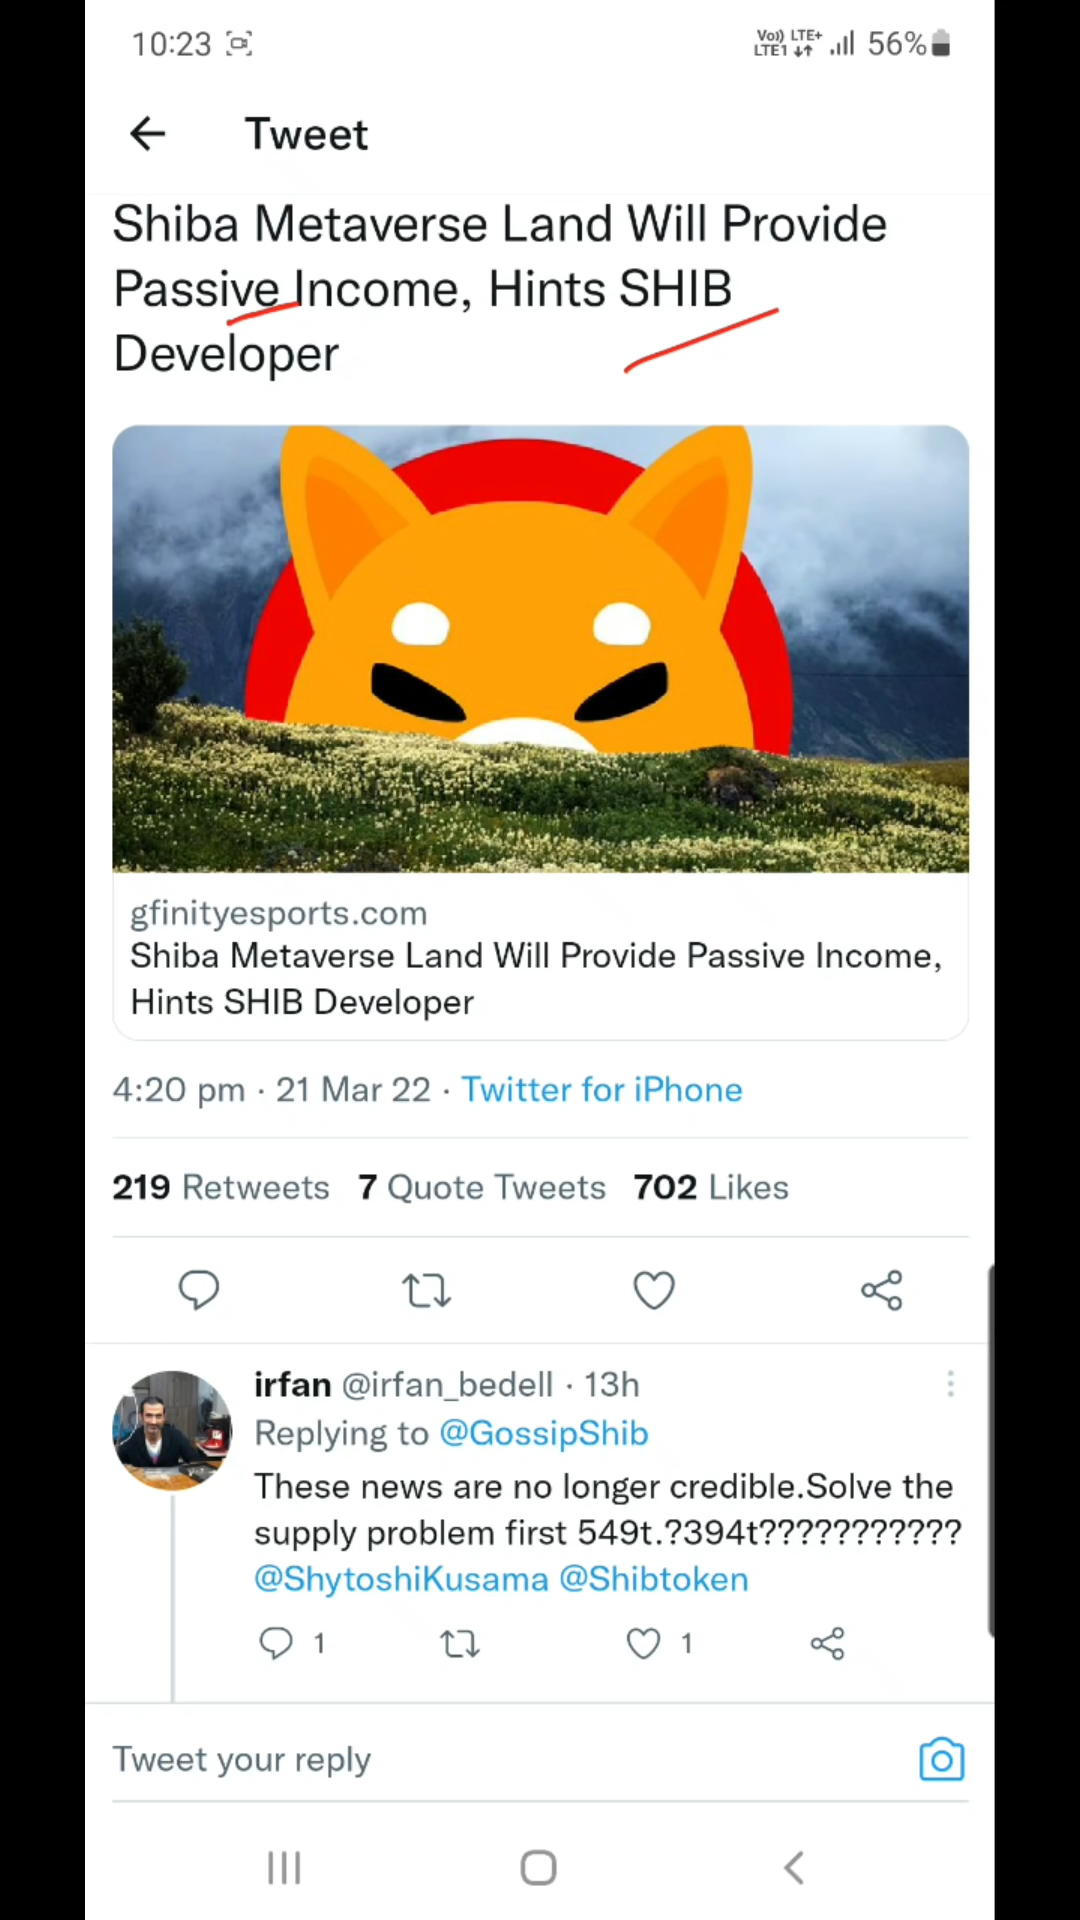 10:23
Vo)) LTE+
LTE1 56%
Tweet
Shiba Metaverse Land Will Provide
Passive Income, Hints SHIB
Developer
gfinityesports.com
Shiba Metaverse Land Will Provide Passive Income,
Hints SHIB Developer
4:20 pm · 21 Mar 22 · Twitter for iPhone
219 Retweets 7 Quote Tweets 702 Likes
irfan @irfan_bedell · 13h
Replying to @GossipShib
These news are no longer credible.Solve the
supply problem first 549t.?394t???????????
@ShytoshiKusama @Shibtoken
1 1
Tweet your reply